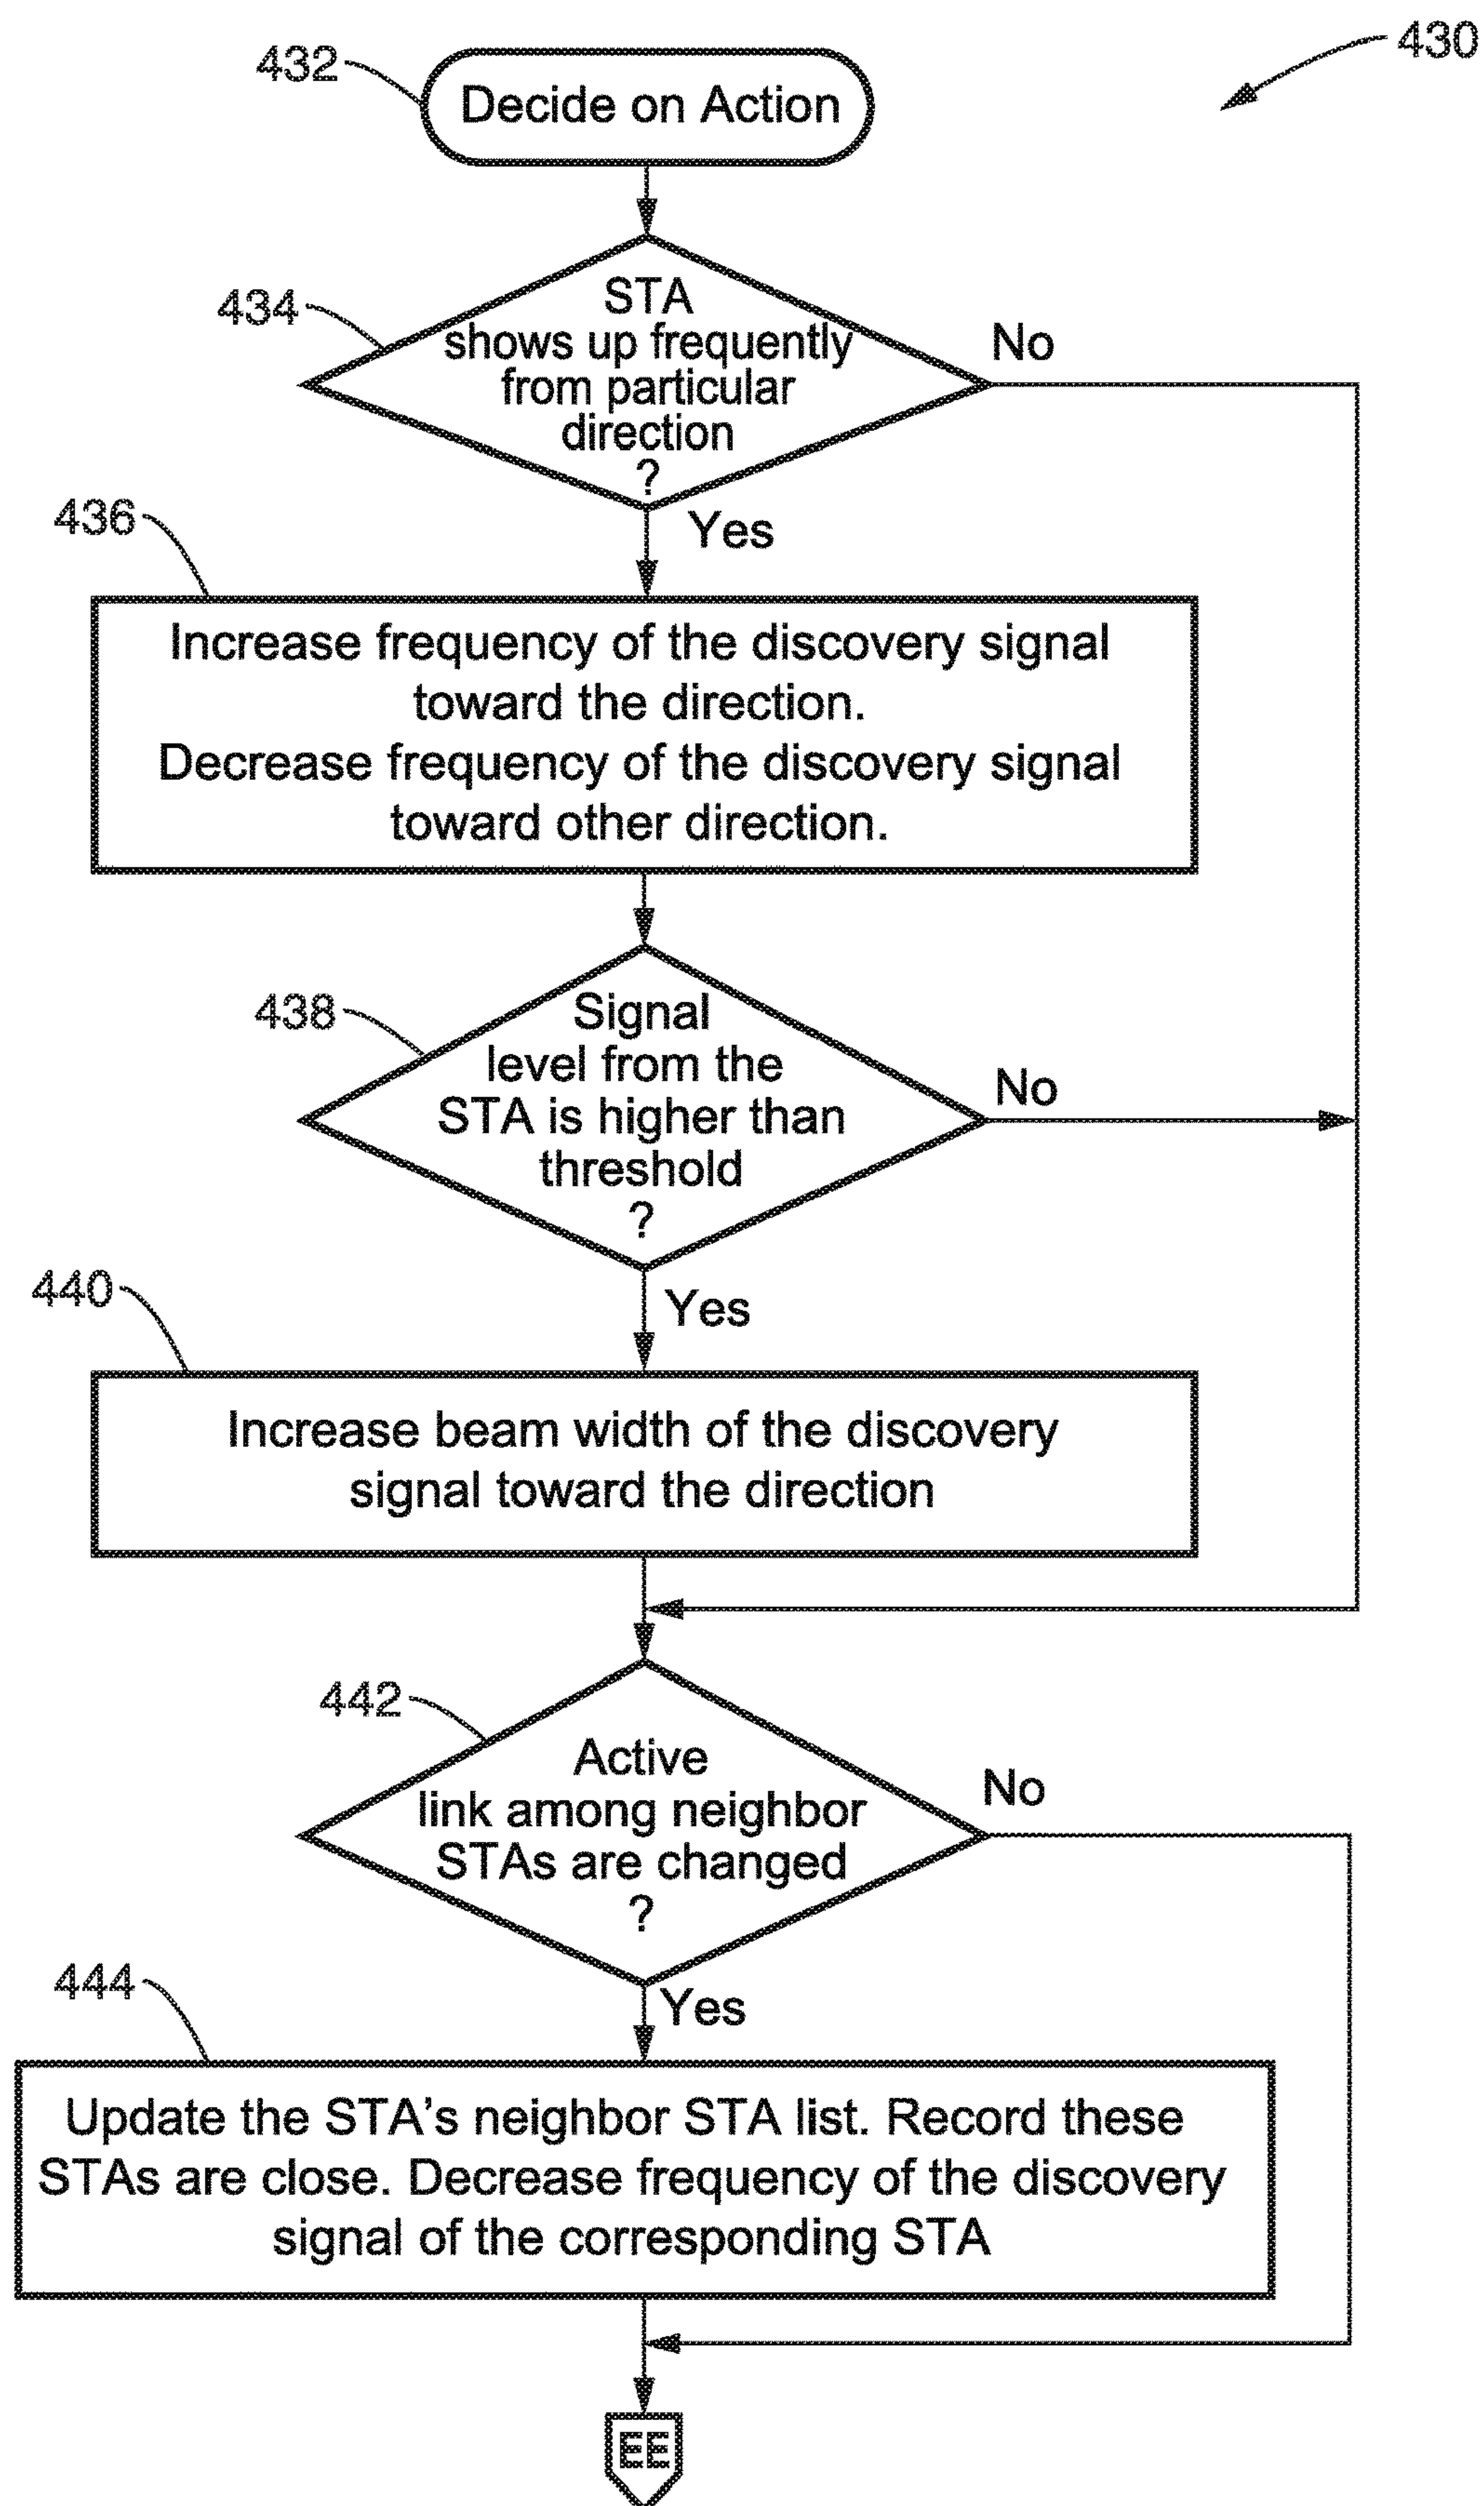 430
432
Decide on Action
434
STA
shows up frequently
from particular
direction
?
No
Yes
436
Increase frequency of the discovery signal
toward the direction.
Decrease frequency of the discovery signal
toward other direction.
438
Signal
level from the
STA is higher than
threshold
?
No
Yes
440
Increase beam width of the discovery
signal toward the direction
442
Active
link among neighbor
STAs are changed
?
No
Yes
444
Update the STA’s neighbor STA list. Record these
STAs are close. Decrease frequency of the discovery
signal of the corresponding STA
EE